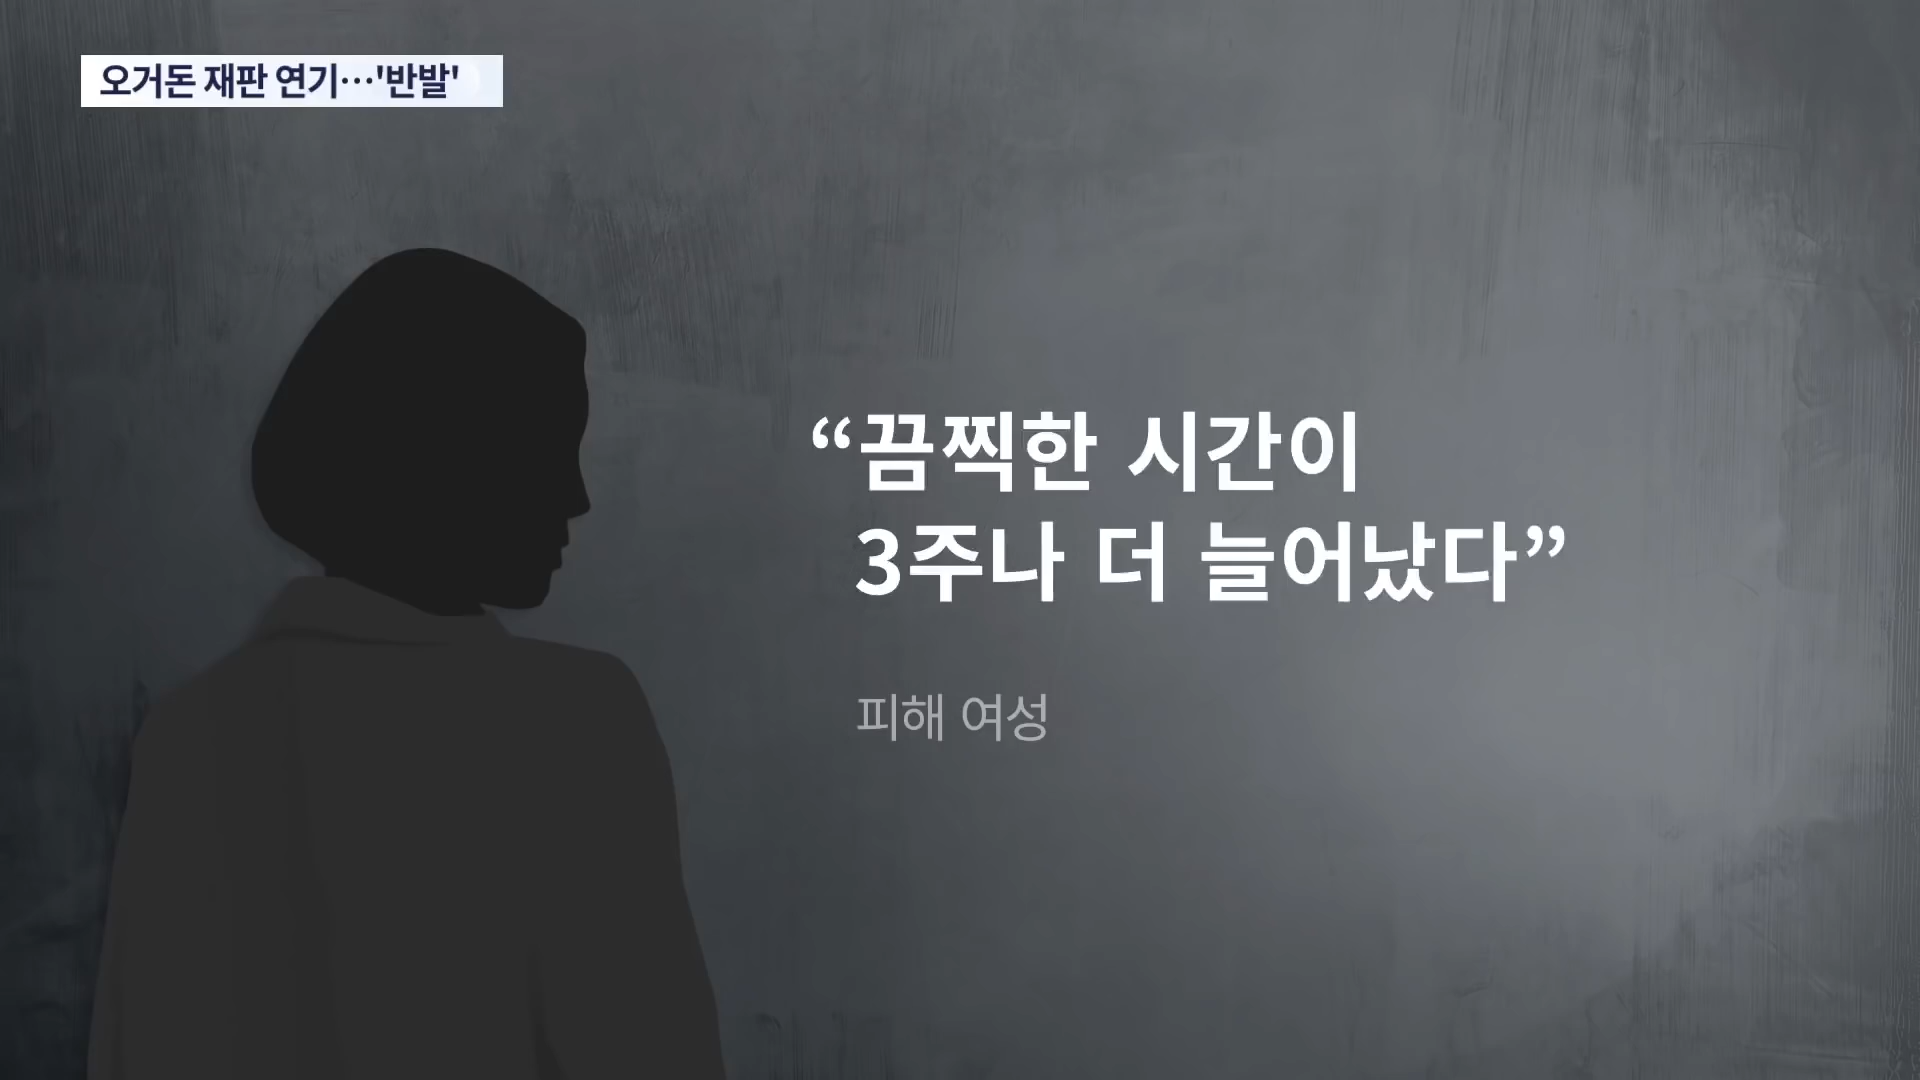 오거돈 재판 연기…'반발'
“끔찍한 시간이
3주나 더 늘어났다”
피해 여성